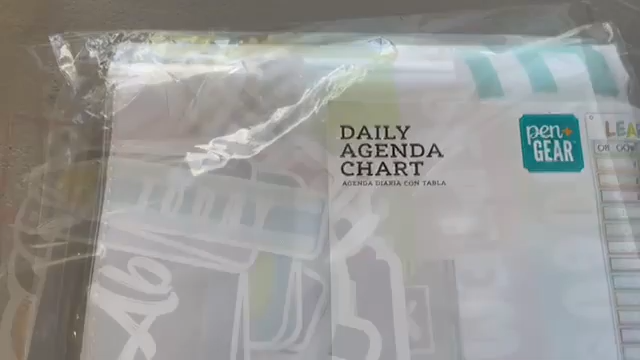 DAILY
AGENDA
CHART
AGENDA DIARIA CON TABLA
pen+
GEAR